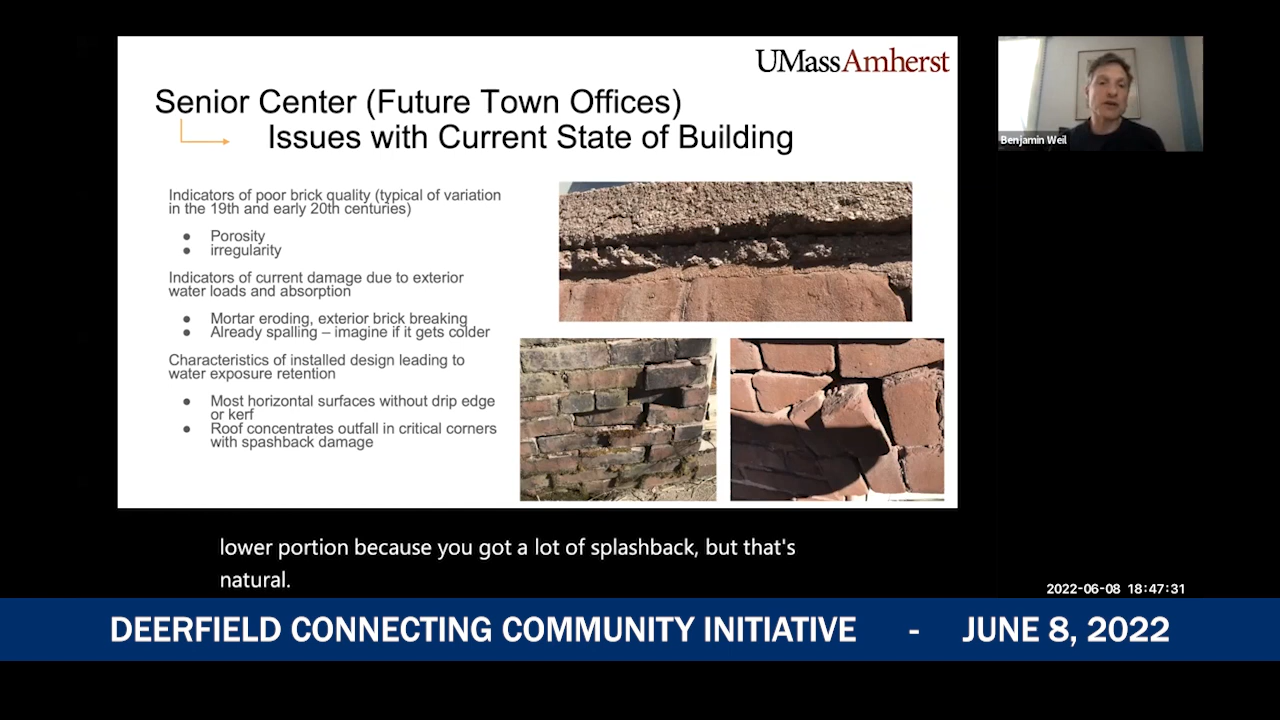 UMassAmherst
Senior Center (Future Town Offices)
Issues with Current State of Building
Indicators of poor brick quality (typical of variation
in the 19th and early 20th centuries)
● Porosity
● irregularity
Indicators of current damage due to exterior
water loads and absorption
● Mortar eroding, exterior brick breaking
● Already spalling – imagine if it gets colder
Characteristics of installed design leading to
water exposure retention
● Most horizontal surfaces without drip edge
or kerf
● Roof concentrates outfall in critical corners
with spashback damage
Benjamin Weil
lower portion because you got a lot of splashback, but that's
natural.
2022-06-08 18:47:31
DEERFIELD CONNECTING COMMUNITY INITIATIVE - JUNE 8, 2022